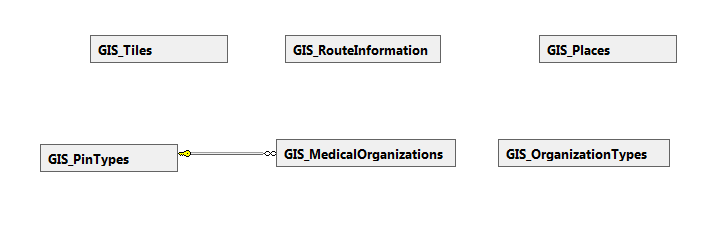 GIS_Tiles
GIS_RouteInformation
GIS_Places
GIS_PinTypes
GIS_MedicalOrganizations
GIS_OrganizationTypes